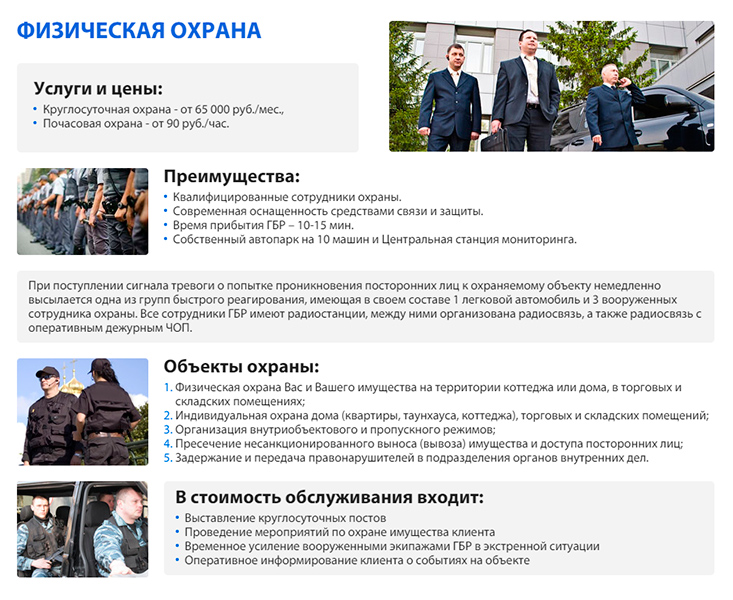 ФИЗИЧЕСКАЯ ОХРАНА
Услуги и цены:
• Круглосуточная охрана - от 65 000 руб./мес.,
• Почасовая охрана - от 90 руб./час.
Преимущества:
• Квалифицированные сотрудники охраны.
• Современная оснащенность средствами связи и защиты.
• Время прибытия ГБР – 10-15 мин.
• Собственный автопарк на 10 машин и Центральная станция мониторинга.
При поступлении сигнала тревоги о попытке проникновения посторонних лиц к охраняемому объекту немедленно
высылается одна из групп быстрого реагирования, имеющая в своем составе 1 легковой автомобиль и 3 вооруженных
сотрудника охраны. Все сотрудники ГБР имеют радиостанции, между ними организована радиосвязь, а также радиосвязь с
оперативным дежурным ЧОП.
Объекты охраны:
1. Физическая охрана Вас и Вашего имущества на территории коттеджа или дома, в торговых и
складских помещениях;
2. Индивидуальная охрана дома (квартиры, таунхауса, коттеджа), торговых и складских помещений;
3. Организация внутриобъектового и пропускного режимов;
4. Пресечение несанкционированного выноса (вывоза) имущества и доступа посторонних лиц;
5. Задержание и передача правонарушителей в подразделения органов внутренних дел.
В стоимость обслуживания входит:
• Выставление круглосуточных постов
• Проведение мероприятий по охране имущества клиента
• Временное усиление вооруженными экипажами ГБР в экстренной ситуации
• Оперативное информирование клиента о событиях на объекте